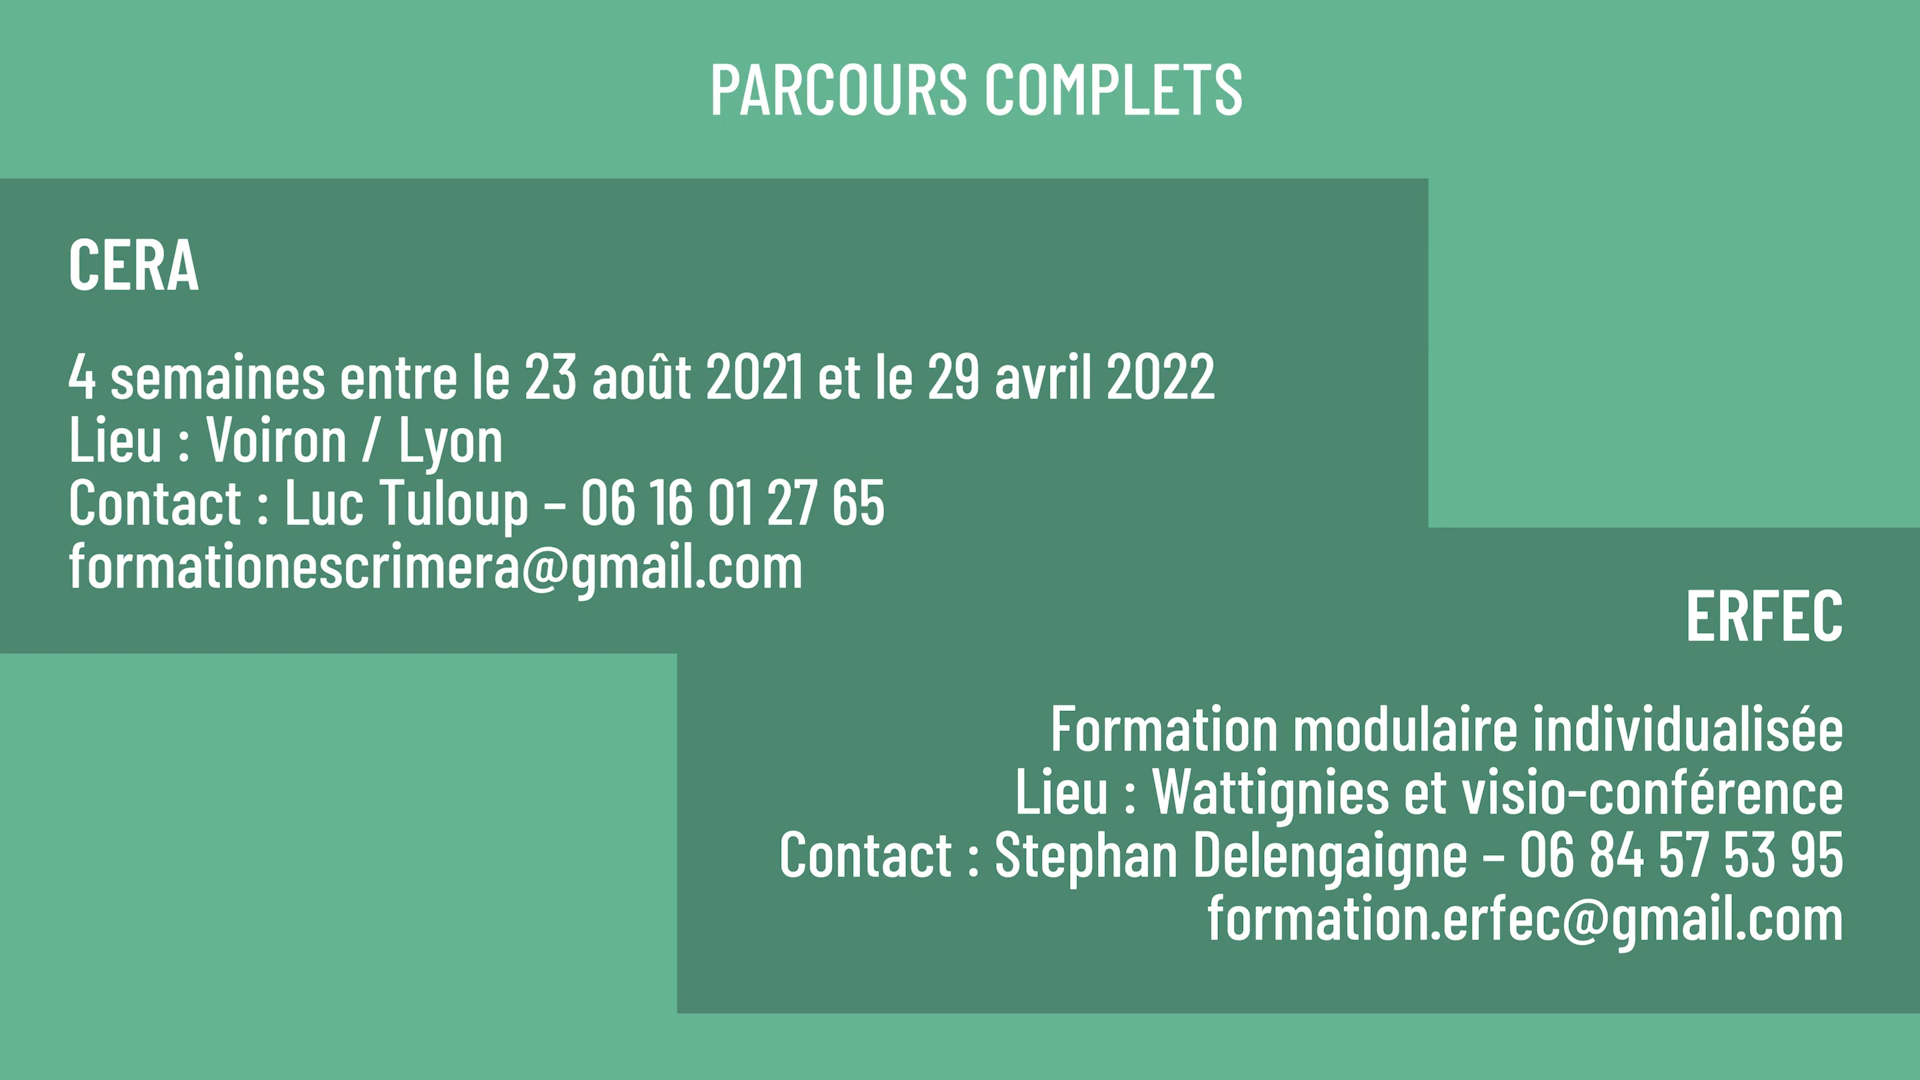 PARCOURS COMPLETS
CERA
4 semaines entre le 23 août 2021 et le 29 avril 2022
Lieu : Voiron / Lyon
Contact : Luc Tuloup – 06 16 01 27 65
formationescrimera@gmail.com
ERFEC
Formation modulaire individualisée
Lieu : Wattignies et visio-conférence
Contact : Stephan Delengaigne – 06 84 57 53 95
formation.erfec@gmail.com